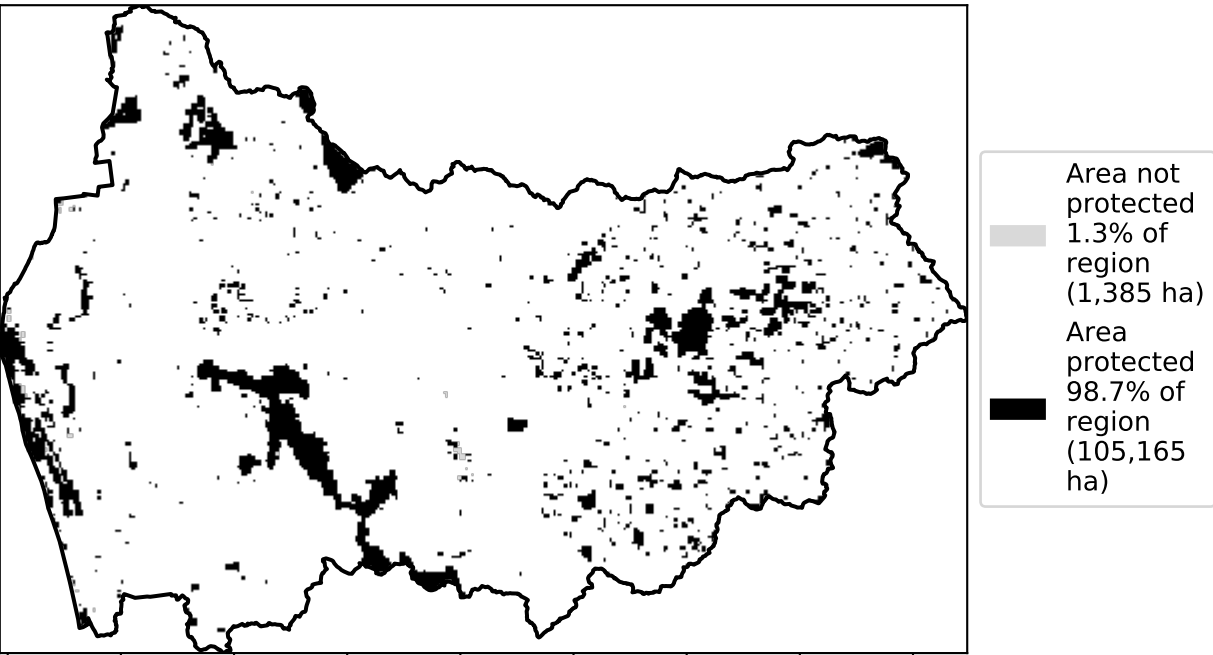 Area not
protected
1.3% of
region
(1,385 ha)
Area
protected
98.7% of
region
(105,165
ha)